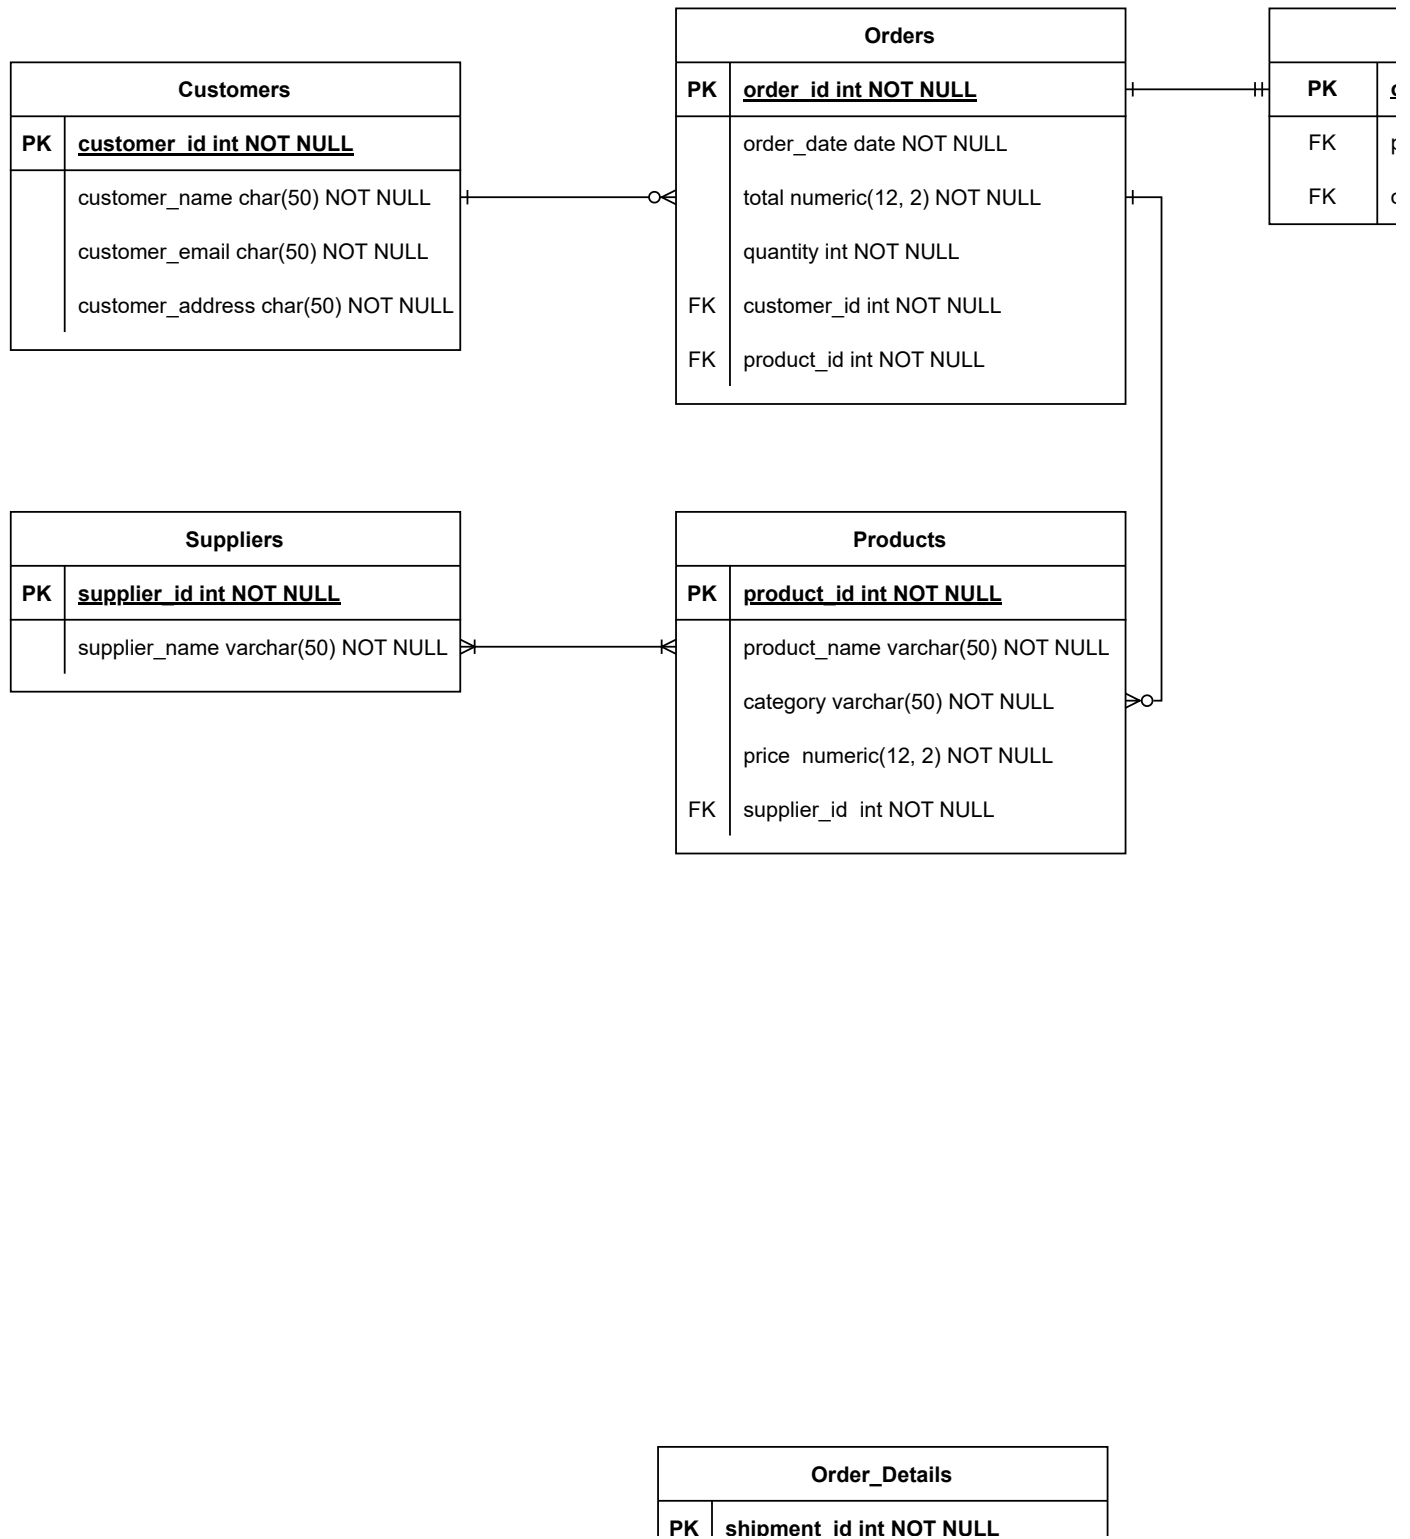 Customers
PK customer_id int NOT NULL
customer_name char(50) NOT NULL
customer_email char(50) NOT NULL
customer_address char(50) NOT NULL
Orders
PK order_id int NOT NULL
order_date date NOT NULL
total numeric(12, 2) NOT NULL
quantity int NOT NULL
FK customer_id int NOT NULL
FK product_id int NOT NULL
PK
FK
FK
Suppliers
PK supplier_id int NOT NULL
supplier_name varchar(50) NOT NULL
Products
PK product_id int NOT NULL
product_name varchar(50) NOT NULL
category varchar(50) NOT NULL
price numeric(12, 2) NOT NULL
FK supplier_id int NOT NULL
Order_Details
PK shipment_id int NOT NULL